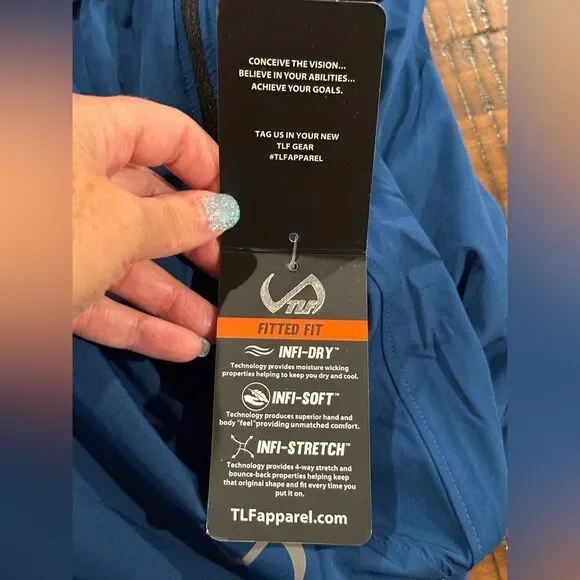 CONCEIVE THE VISION...
BELIEVE IN YOUR ABILITIES...
ACHIEVE YOUR GOALS.
TAG US IN YOUR NEW
TLF GEAR
#TLFAPPAREL
TLF
FITTED FIT
INFI-DRY™
Technology provides moisture wicking
properties helping to keep you dry and cool.
INFI-SOFT™
Technology produces superior hand and
body "feel" providing unmatched comfort.
INFI-STRETCH™
Technology provides 4-way stretch and
bounce-back properties helping keep
that original shape and fit every time you
put it on.
TLFapparel.com